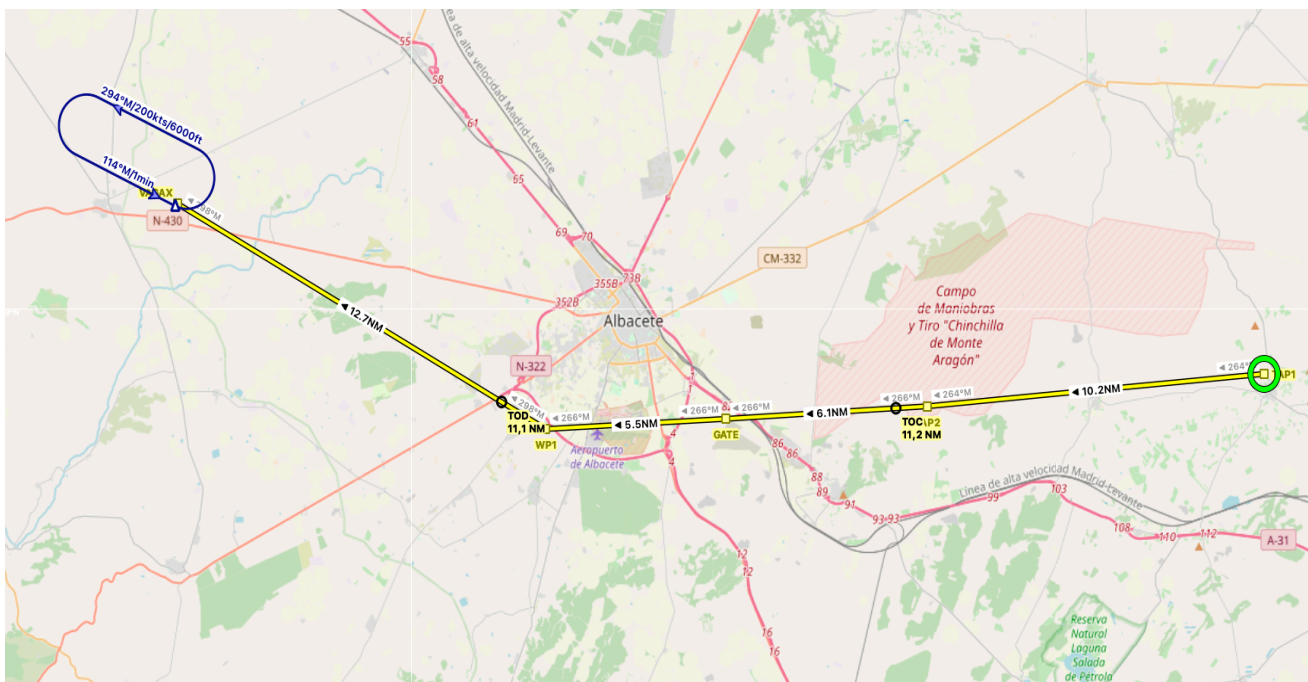 55
58
Línea de alta velocidad Madrid-Levante
61
294°M/200kts/6000ft
114°M/1min
298°M
N-430
65
69
70
73B
355B
352B
CM-332
Albacete
Campo
de Maniobras
y Tiro "Chinchilla
de Monte
Aragón"
12.7NM
N-322
298°M
TOD
11,1 NM
WP1
266°M
5.5NM
266°M
266°M
GATE
6.1NM
266°M
264°M
TOC
11,2 NM
10.2NM
264°M
Aeropuerto
de Albacete
4
4
86
86
88
89
91
93
93
Línea de alta velocidad Madrid-Levante
99
103
108
110
112
A-31
12
12
16
16
Reserva
Natural
Laguna
Salada
de Pétrola